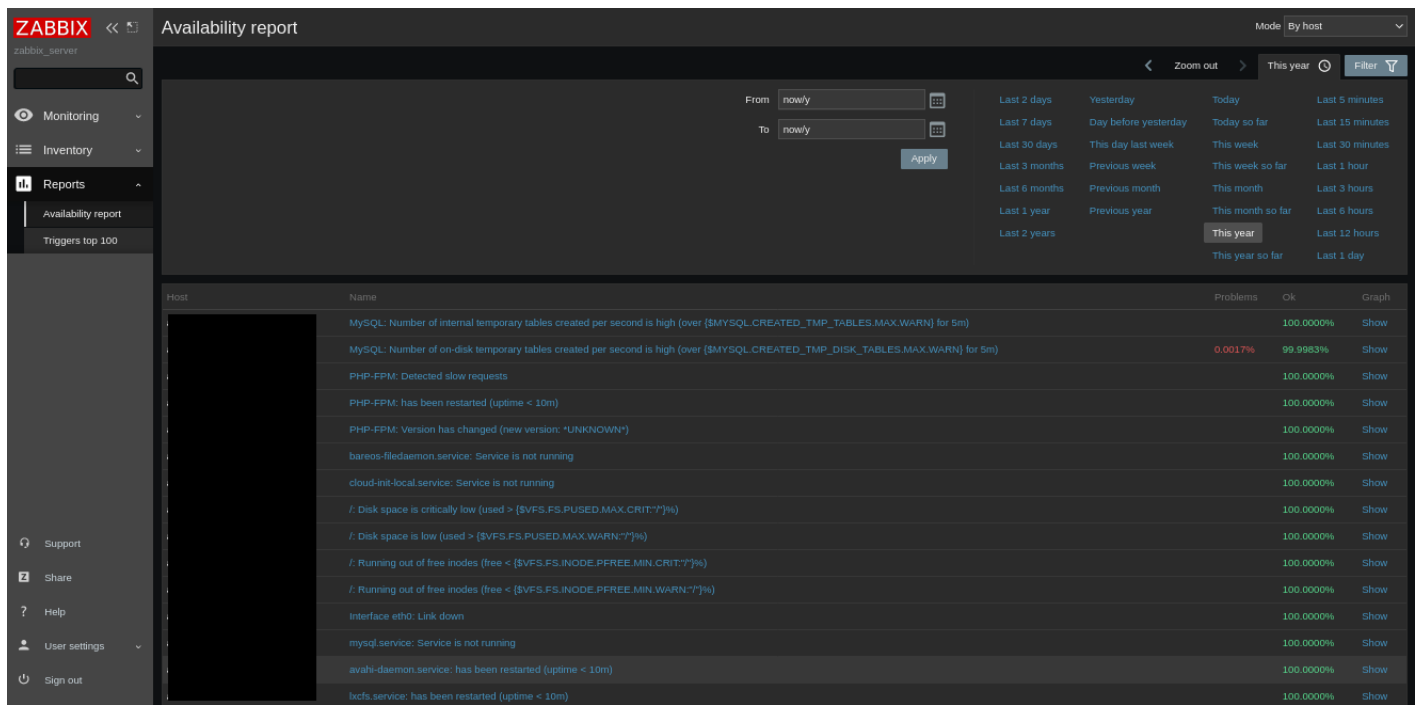 ZABBIX
zabbix_server
Monitoring
Inventory
Reports
Availability report
Triggers top 100
Support
Z Share
? Help
User settings
Sign out
Availability report
Mode By host
Zoom out This year Filter
From now/y
To now/y
Apply
Last 2 days Yesterday Today Last 5 minutes
Last 7 days Day before yesterday Today so far Last 15 minutes
Last 30 days This day last week This week Last 30 minutes
Last 3 months Previous week This week so far Last 1 hour
Last 6 months Previous month This month Last 3 hours
Last 1 year Previous year This month so far Last 6 hours
Last 2 years This year Last 12 hours
This year so far Last 1 day
Host Name Problems Ok Graph
MySQL: Number of internal temporary tables created per second is high (over {$MYSQL.CREATED_TMP_TABLES.MAX.WARN} for 5m) 100.0000% Show
MySQL: Number of on-disk temporary tables created per second is high (over {$MYSQL.CREATED_TMP_DISK_TABLES.MAX.WARN} for 5m) 0.0017% 99.9983% Show
PHP-FPM: Detected slow requests 100.0000% Show
PHP-FPM: has been restarted (uptime < 10m) 100.0000% Show
PHP-FPM: Version has changed (new version: *UNKNOWN*) 100.0000% Show
bareos-filedaemon.service: Service is not running 100.0000% Show
cloud-init-local.service: Service is not running 100.0000% Show
/: Disk space is critically low (used > {$VFS.FS.PUSED.MAX.CRIT:"/"}%) 100.0000% Show
/: Disk space is low (used > {$VFS.FS.PUSED.MAX.WARN:"/"}%) 100.0000% Show
/: Running out of free inodes (free < {$VFS.FS.INODE.PFREE.MIN.CRIT:"/"}%) 100.0000% Show
/: Running out of free inodes (free < {$VFS.FS.INODE.PFREE.MIN.WARN:"/"}%) 100.0000% Show
Interface eth0: Link down 100.0000% Show
mysql.service: Service is not running 100.0000% Show
avahi-daemon.service: has been restarted (uptime < 10m) 100.0000% Show
lxcfs.service: has been restarted (uptime < 10m) 100.0000% Show